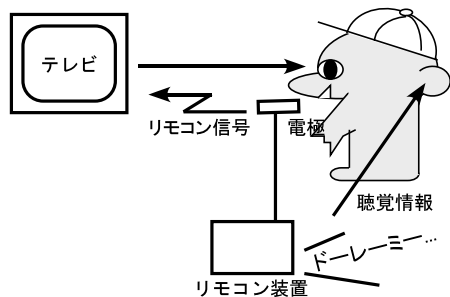 テレビ
リモコン信号
電極
聴覚情報
ドーレーミー…
リモコン装置